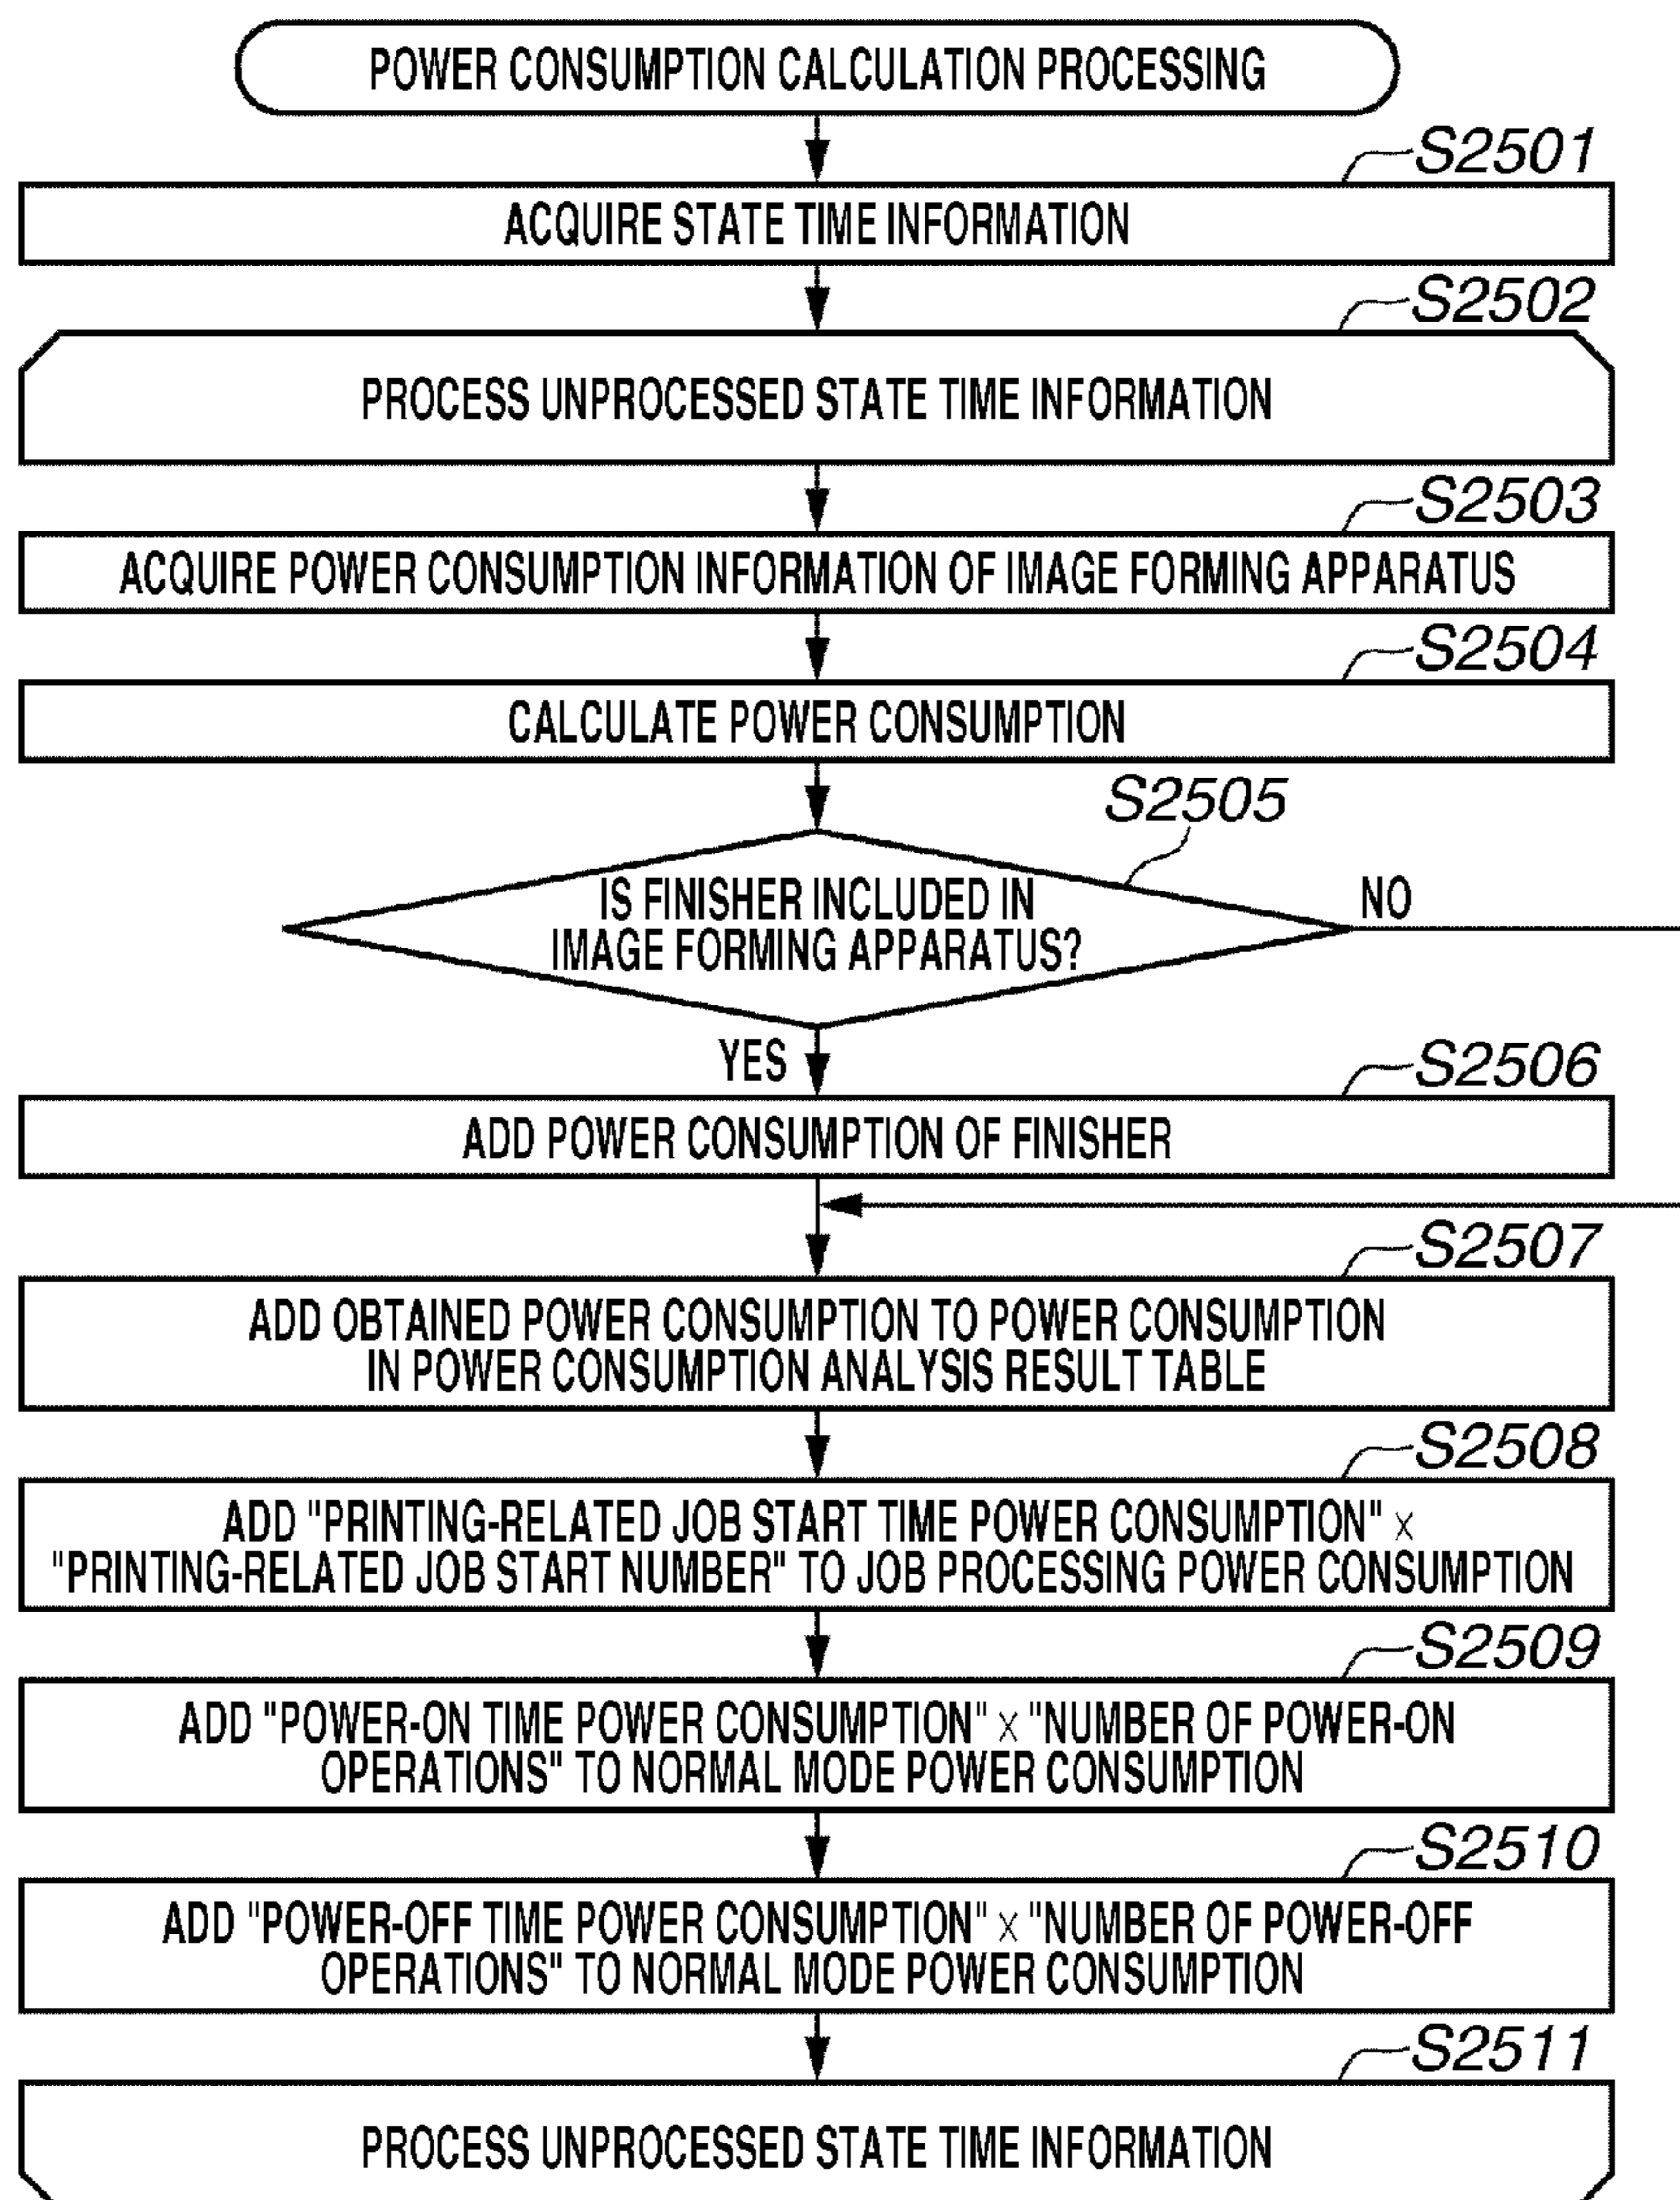 POWER CONSUMPTION CALCULATION PROCESSING
S2501
ACQUIRE STATE TIME INFORMATION
S2502
PROCESS UNPROCESSED STATE TIME INFORMATION
S2503
ACQUIRE POWER CONSUMPTION INFORMATION OF IMAGE FORMING APPARATUS
S2504
CALCULATE POWER CONSUMPTION
S2505
IS FINISHER INCLUDED IN
IMAGE FORMING APPARATUS?
NO
YES
S2506
ADD POWER CONSUMPTION OF FINISHER
S2507
ADD OBTAINED POWER CONSUMPTION TO POWER CONSUMPTION
IN POWER CONSUMPTION ANALYSIS RESULT TABLE
S2508
ADD "PRINTING-RELATED JOB START TIME POWER CONSUMPTION" ×
"PRINTING-RELATED JOB START NUMBER" TO JOB PROCESSING POWER CONSUMPTION
S2509
ADD "POWER-ON TIME POWER CONSUMPTION" × "NUMBER OF POWER-ON
OPERATIONS" TO NORMAL MODE POWER CONSUMPTION
S2510
ADD "POWER-OFF TIME POWER CONSUMPTION" × "NUMBER OF POWER-OFF
OPERATIONS" TO NORMAL MODE POWER CONSUMPTION
S2511
PROCESS UNPROCESSED STATE TIME INFORMATION